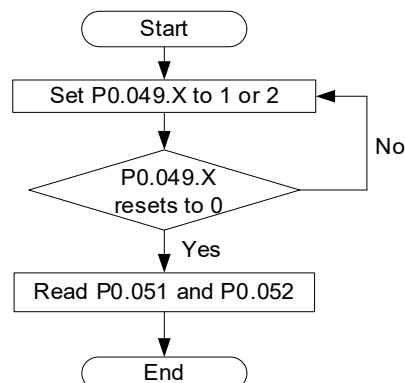 Start
Set P0.049.X to 1 or 2
No
P0.049.X
resets to 0
Yes
Read P0.051 and P0.052
End